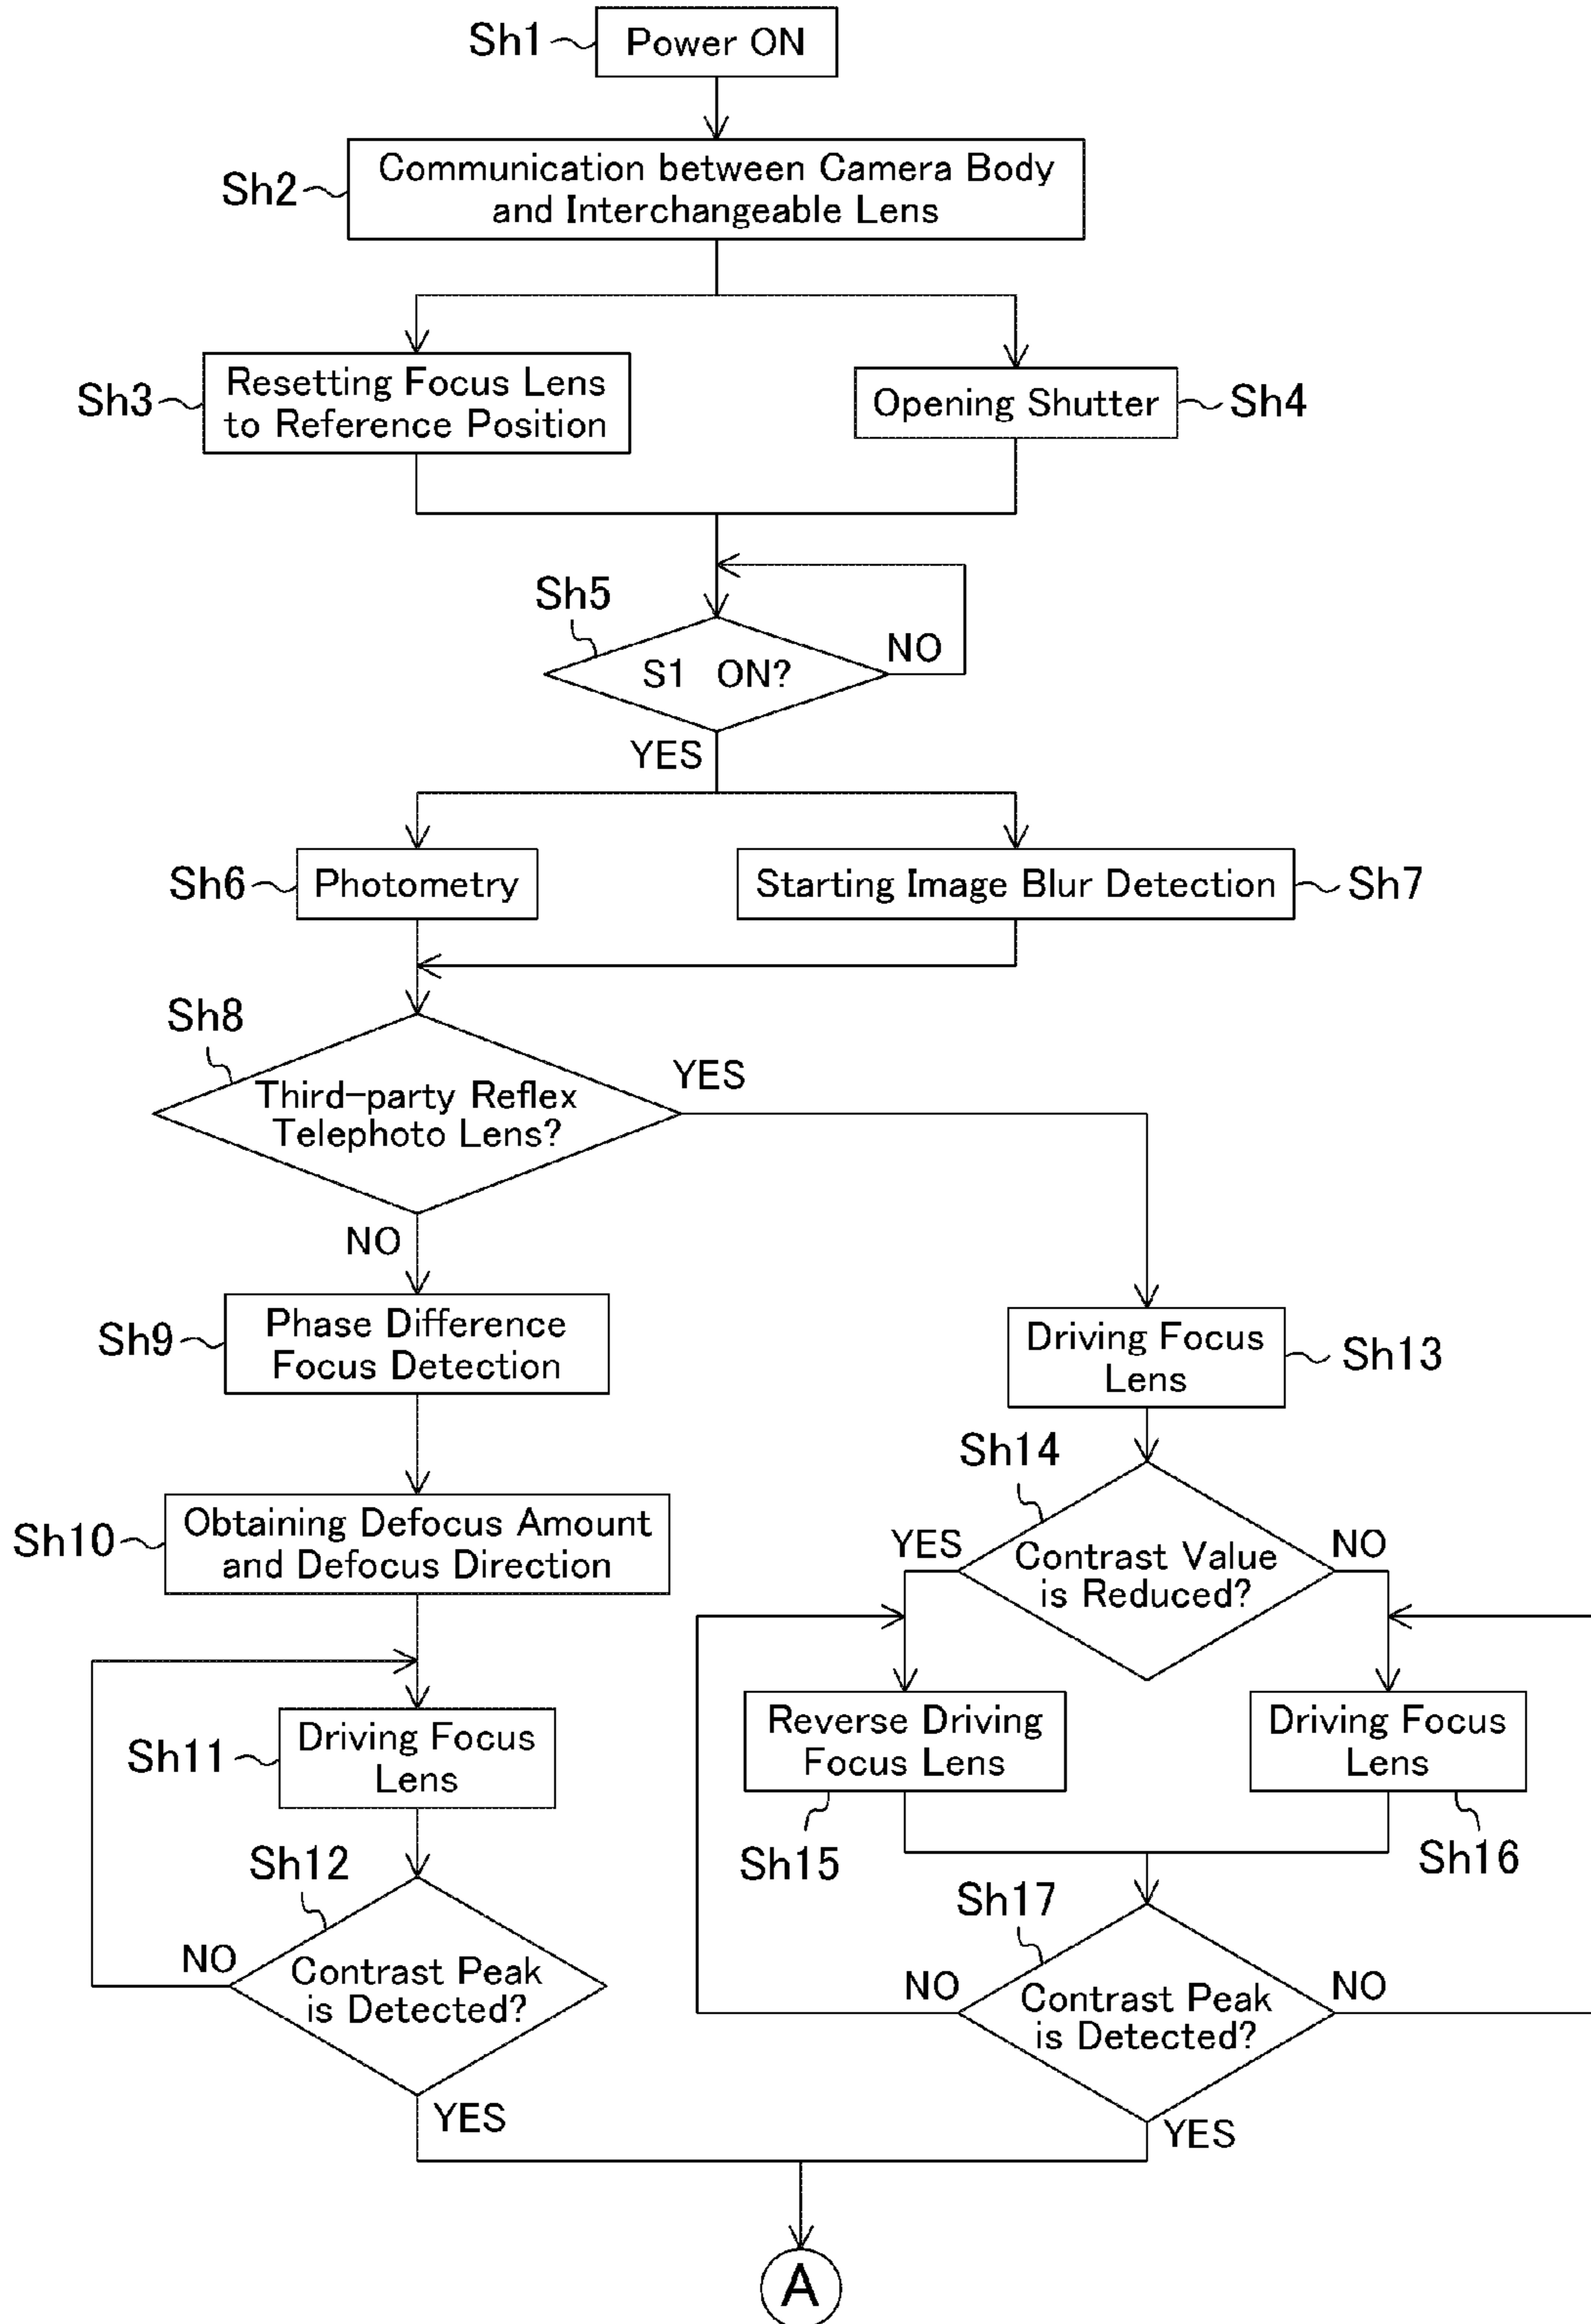 Sh1
Power ON
Sh2
Communication between Camera Body
and Interchangeable Lens
Sh3
Resetting Focus Lens
to Reference Position
Opening Shutter
Sh4
Sh5
S1 ON?
NO
YES
Sh6
Photometry
Starting Image Blur Detection
Sh7
Sh8
Third-party Reflex
Telephoto Lens?
YES
NO
Sh9
Phase Difference
Focus Detection
Driving Focus
Lens
Sh13
Sh10
Obtaining Defocus Amount
and Defocus Direction
Sh14
YES
Contrast Value
is Reduced?
NO
Sh11
Driving Focus
Lens
Reverse Driving
Focus Lens
Sh15
Driving Focus
Lens
Sh16
Sh12
NO
Contrast Peak
is Detected?
YES
Sh17
NO
Contrast Peak
is Detected?
NO
YES
A